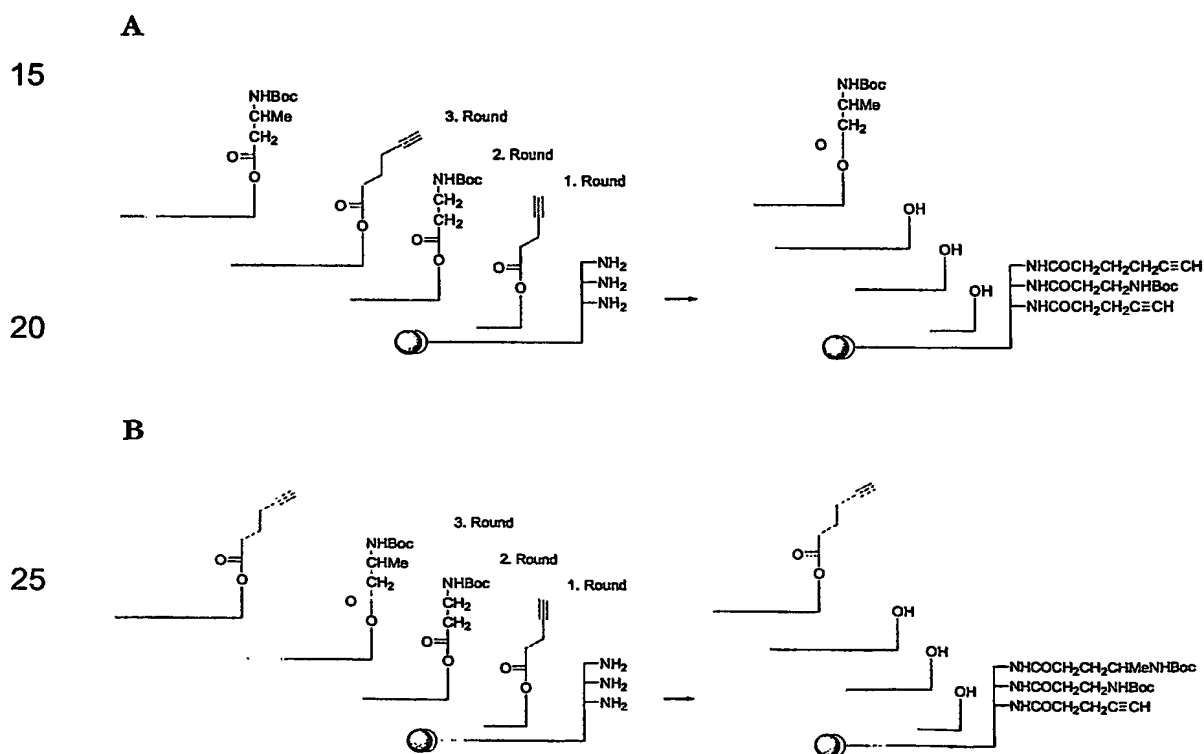 A
15
NHBoc
CHMe
CH2
O=
O
3. Round
O=
O
2. Round
NHBoc
CH2
CH2
O=
O
1. Round
O=
O
NH2
NH2
NH2
NHBoc
CHMe
CH2
O
O
OH
OH
OH
NHCOCH2CH2CH2C≡CH
NHCOCH2CH2NHBoc
NHCOCH2CH2C≡CH
20
B
O=
O
25
3. Round
NHBoc
CHMe
CH2
O
O
2. Round
NHBoc
CH2
CH2
O=
O
1. Round
O=
O
NH2
NH2
NH2
O=
O
OH
OH
OH
NHCOCH2CH2CHMeNHBoc
NHCOCH2CH2NHBoc
NHCOCH2CH2C≡CH